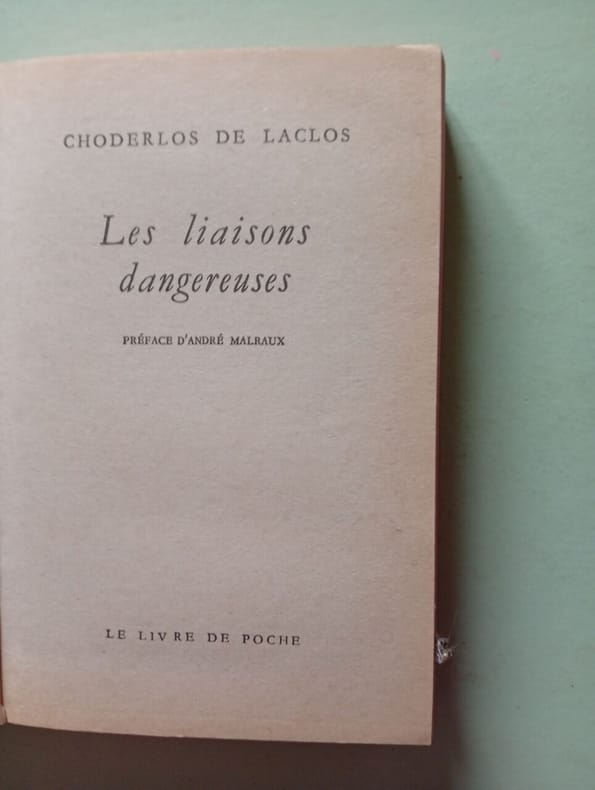 CHODERLOS DE LACLOS
Les liaisons
dangereuses
PRÉFACE D'ANDRÉ MALRAUX
LE LIVRE DE POCHE